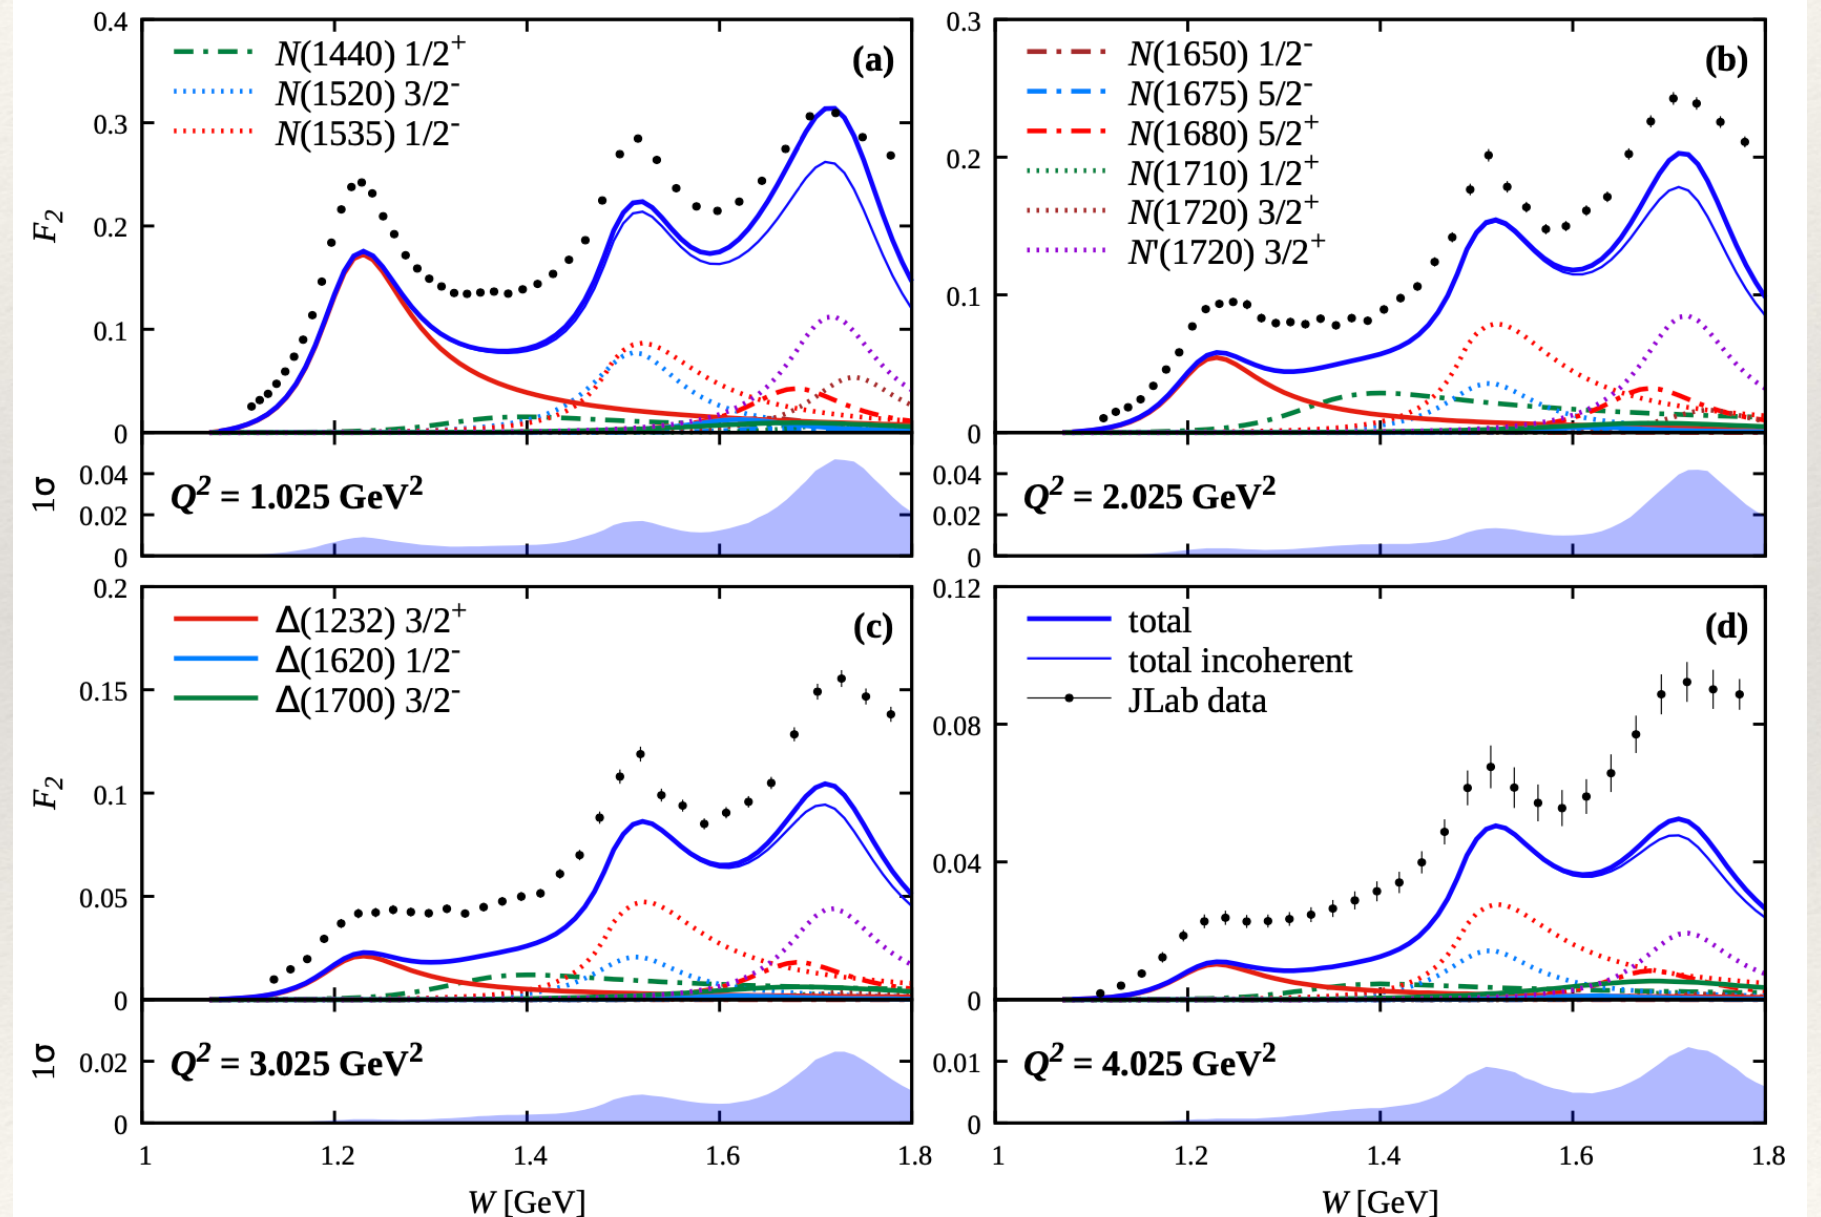 0.4
0.3
0.2
0.1
0
F₂
N(1440) 1/2⁺
N(1520) 3/2⁻
N(1535) 1/2⁻
(a)
0.04
0.02
0
1σ
Q² = 1.025 GeV²
0.3
0.2
0.1
0
N(1650) 1/2⁻
N(1675) 5/2⁻
N(1680) 5/2⁺
N(1710) 1/2⁺
N(1720) 3/2⁺
N'(1720) 3/2⁺
(b)
0.04
0.02
0
Q² = 2.025 GeV²
0.2
0.15
0.1
0.05
0
F₂
Δ(1232) 3/2⁺
Δ(1620) 1/2⁻
Δ(1700) 3/2⁻
(c)
0.02
0
1σ
Q² = 3.025 GeV²
1 1.2 1.4 1.6 1.8
W [GeV]
0.12
0.08
0.04
0
total
total incoherent
JLab data
(d)
0.01
0
Q² = 4.025 GeV²
1 1.2 1.4 1.6 1.8
W [GeV]